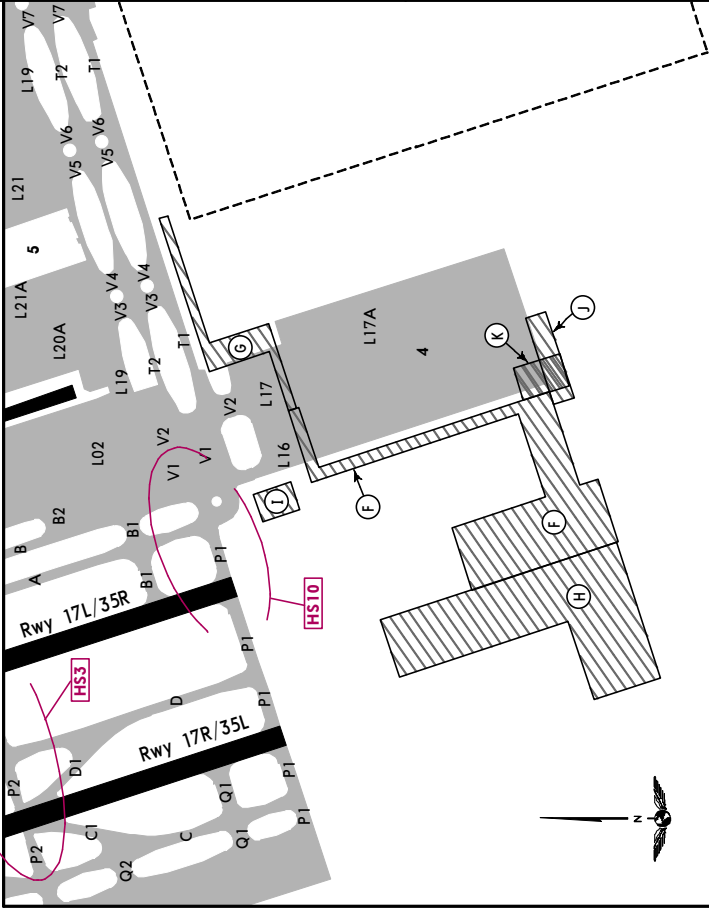 V7
V7
L19
T2
T1
L21
V6
V6
V5
V5
5
V4
V4
V3
V3
L21A
L20A
L19
T2
T1
G
L17A
4
K
J
L02
V2
V2
V1
V1
L17
L16
I
F
F
H
B
B2
B1
B1
A
P1
Rwy 17L/35R
HS10
HS3
P1
D
P1
P2
D1
Rwy 17R/35L
P2
C1
C
Q1
Q1
P1
P1
Q2
N